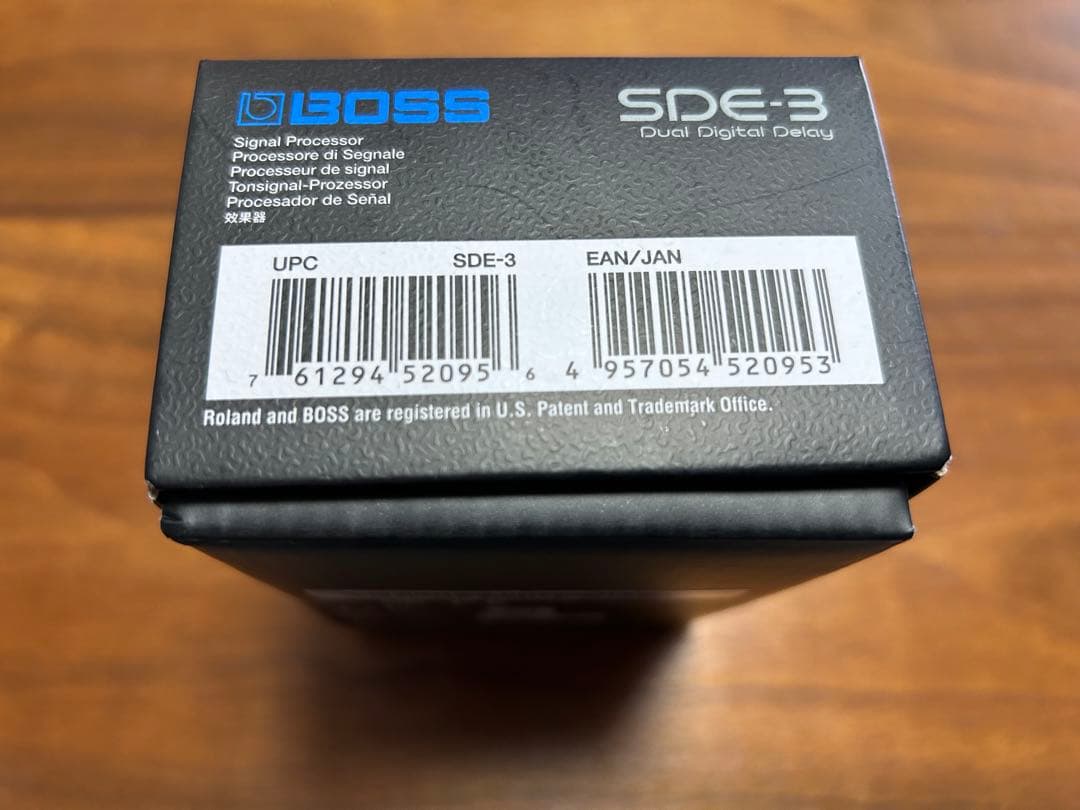 BOSS
SDE-3
Dual Digital Delay
Signal Processor
Processore di Segnale
Processeur de signal
Tonsignal-Prozessor
Procesador de Señal
效果器
UPC SDE-3 EAN/JAN
7 61294 52095 6 4 957054 520953
Roland and BOSS are registered in U.S. Patent and Trademark Office.